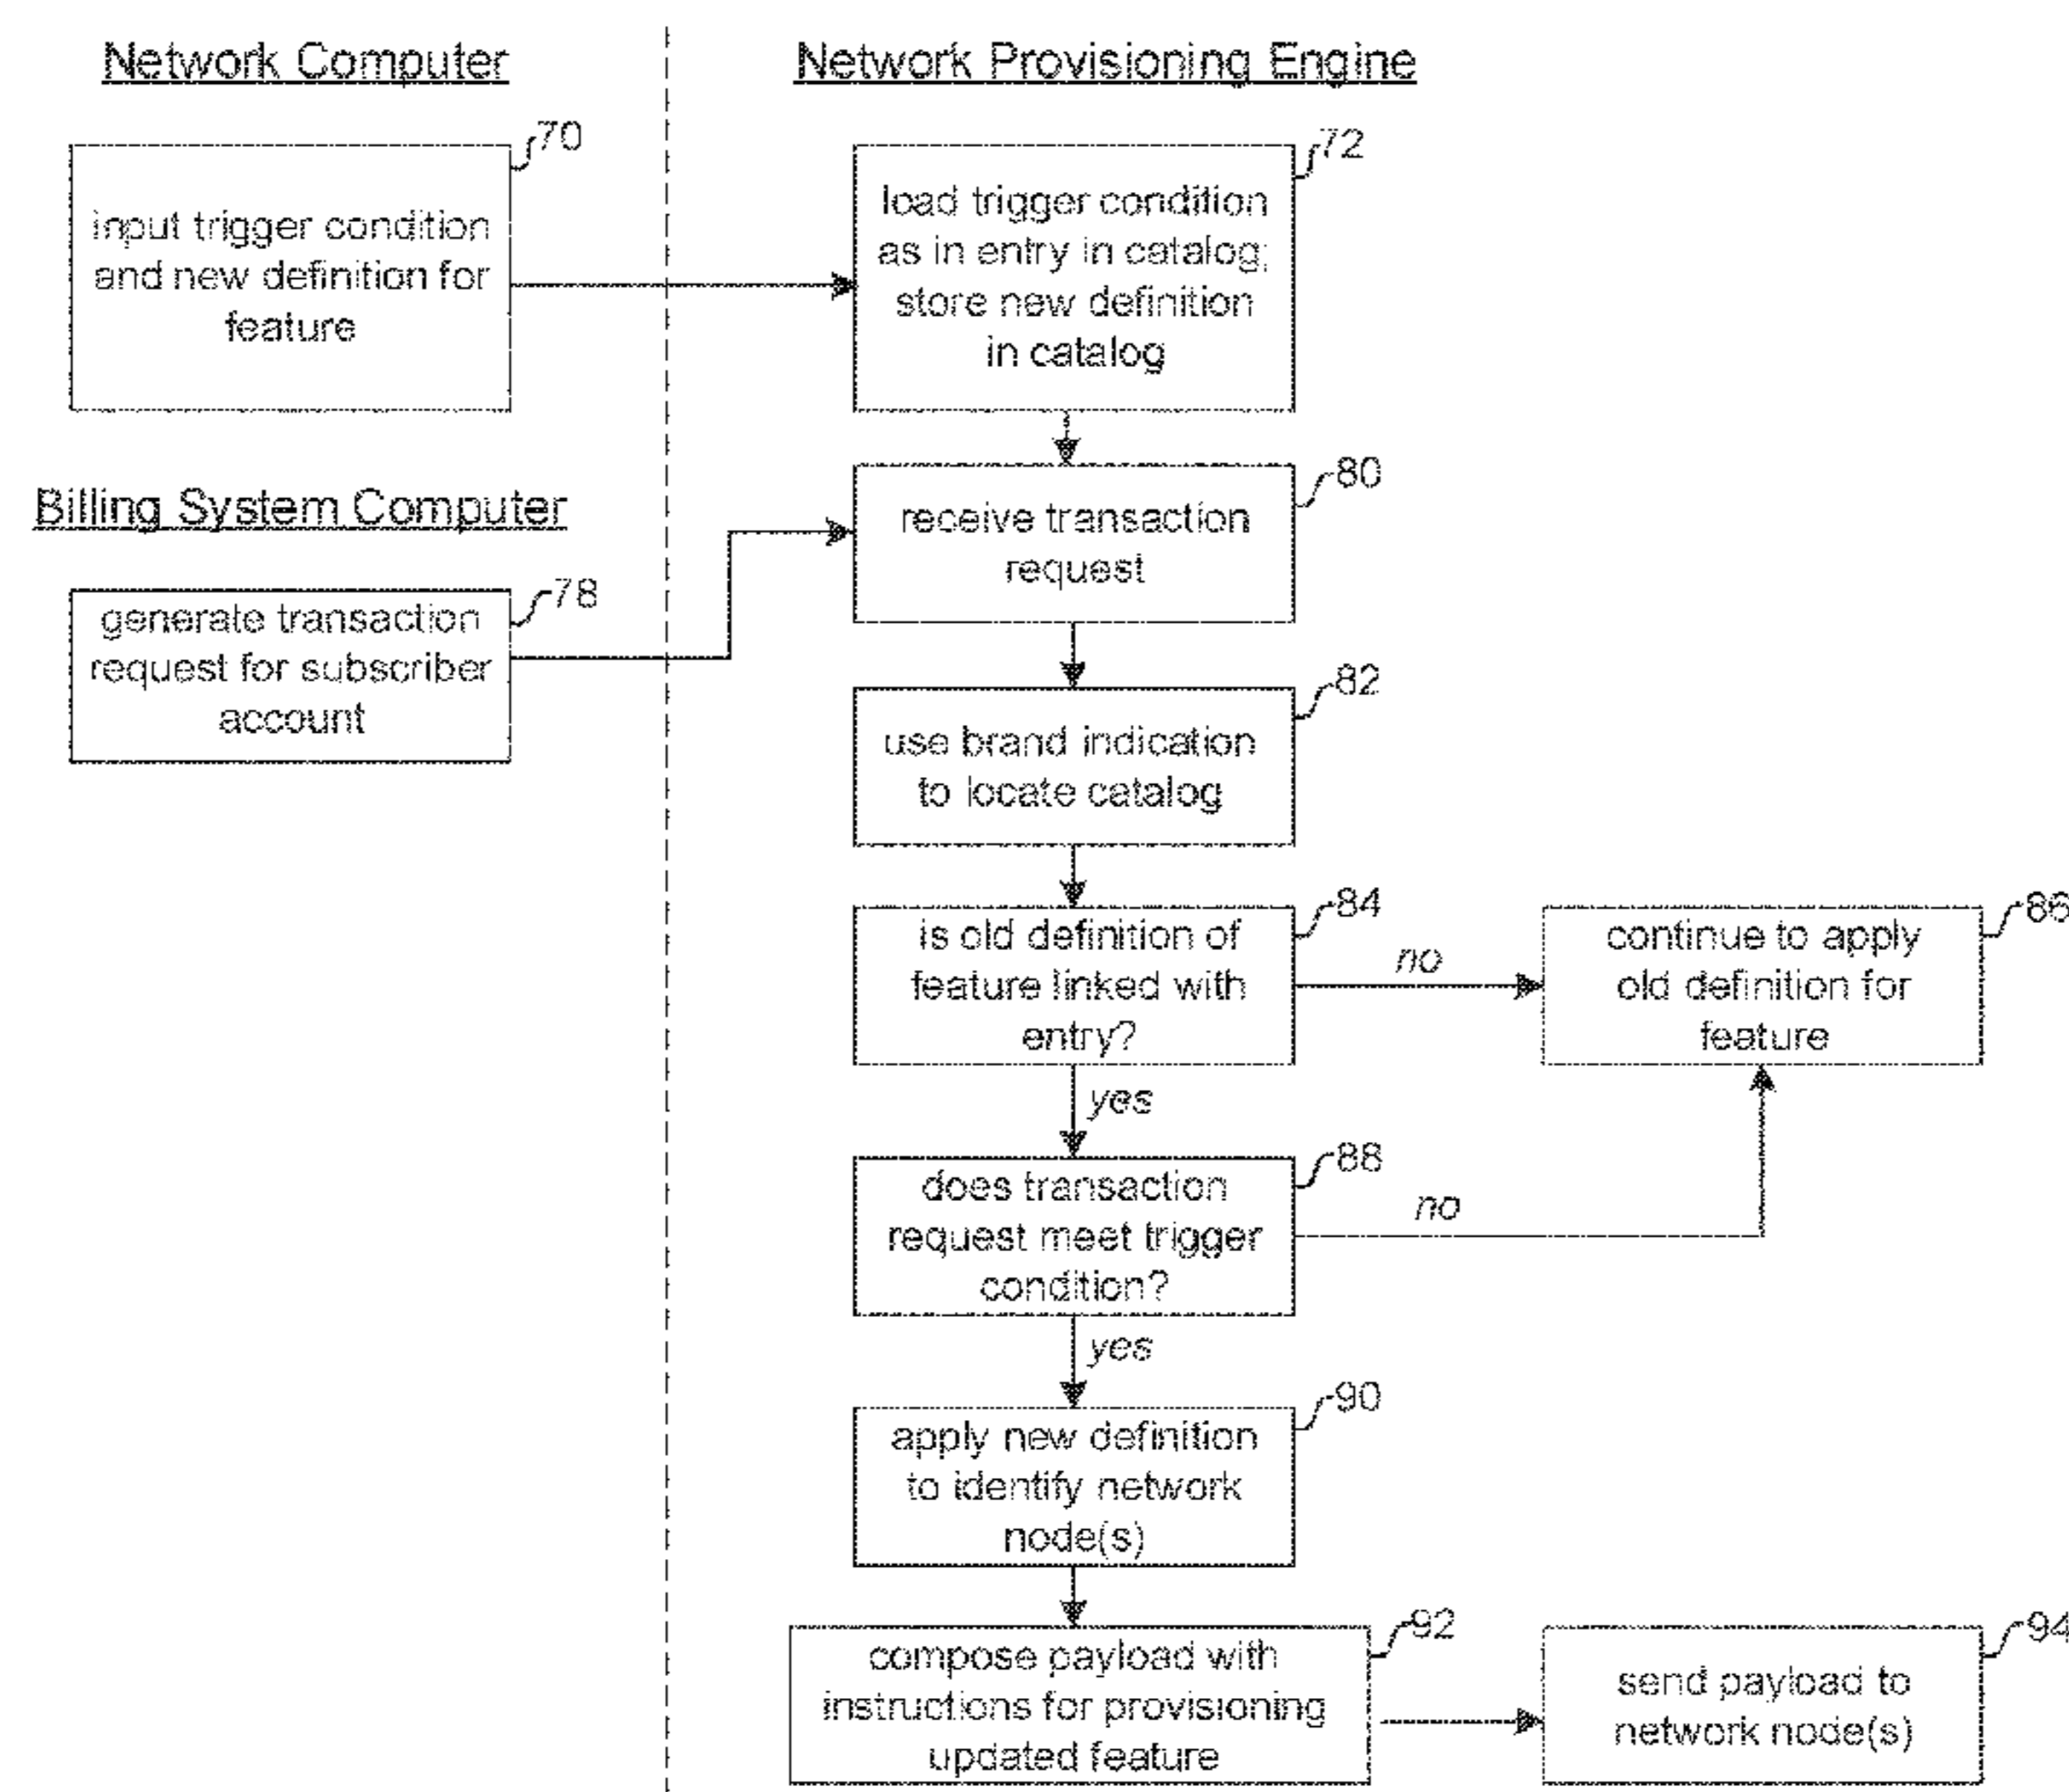 Network Computer
Network Provisioning Engine
70
input trigger condition
and new definition for
feature
72
load trigger condition
as in entry in catalog;
store new definition
in catalog
Billing System Computer
78
generate transaction
request for subscriber
account
80
receive transaction
request
82
use brand indication
to locate catalog
84
is old definition of
feature linked with
entry?
no
86
continue to apply
old definition for
feature
yes
88
does transaction
request meet trigger
condition?
no
yes
90
apply new definition
to identify network
node(s)
92
compose payload with
instructions for provisioning
updated feature
94
send payload to
network node(s)